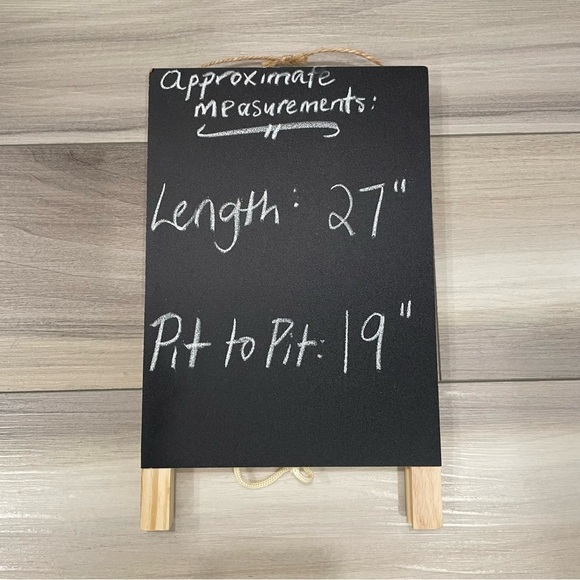 approximate
measurements:
Length: 27"
Pit to Pit: 19"